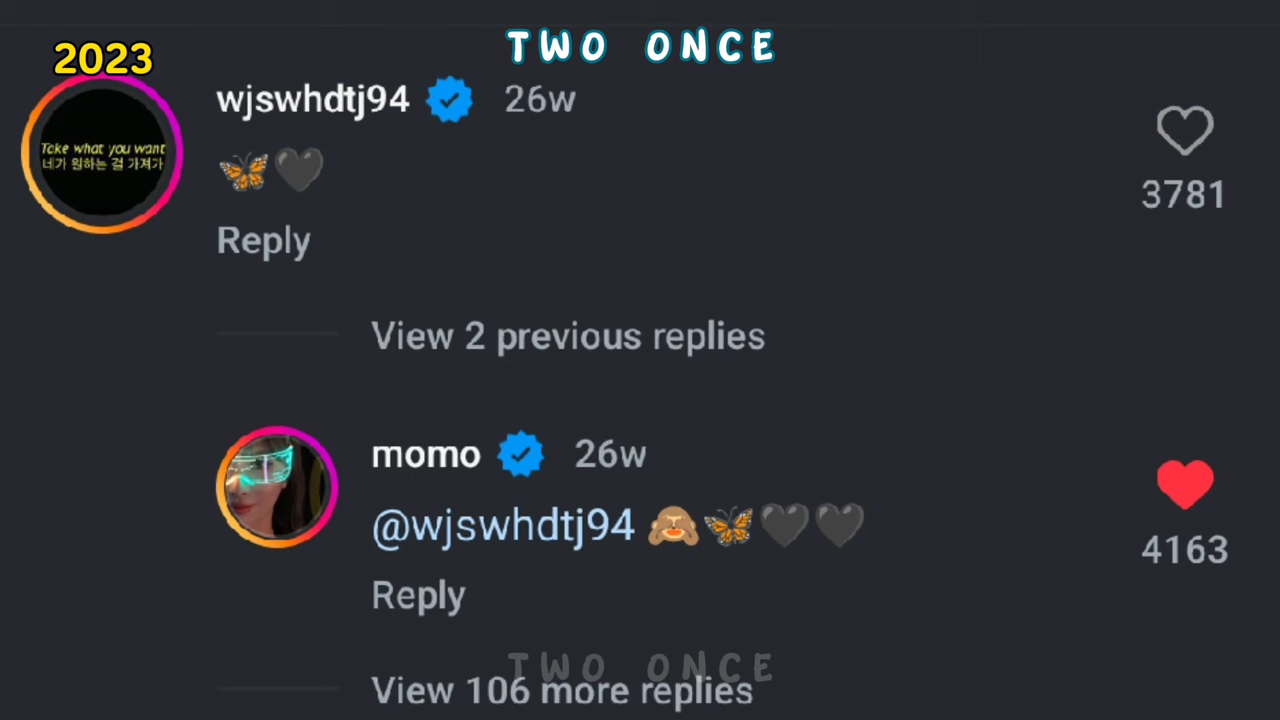 TWO ONCE
2023
wjswhdtj94 26w
Take what you want
네가 원하는 걸 가져가
🦋🖤
3781
Reply
View 2 previous replies
momo 26w
@wjswhdtj94 🙈🦋🖤🖤
4163
Reply
TWO ONCE
View 106 more replies